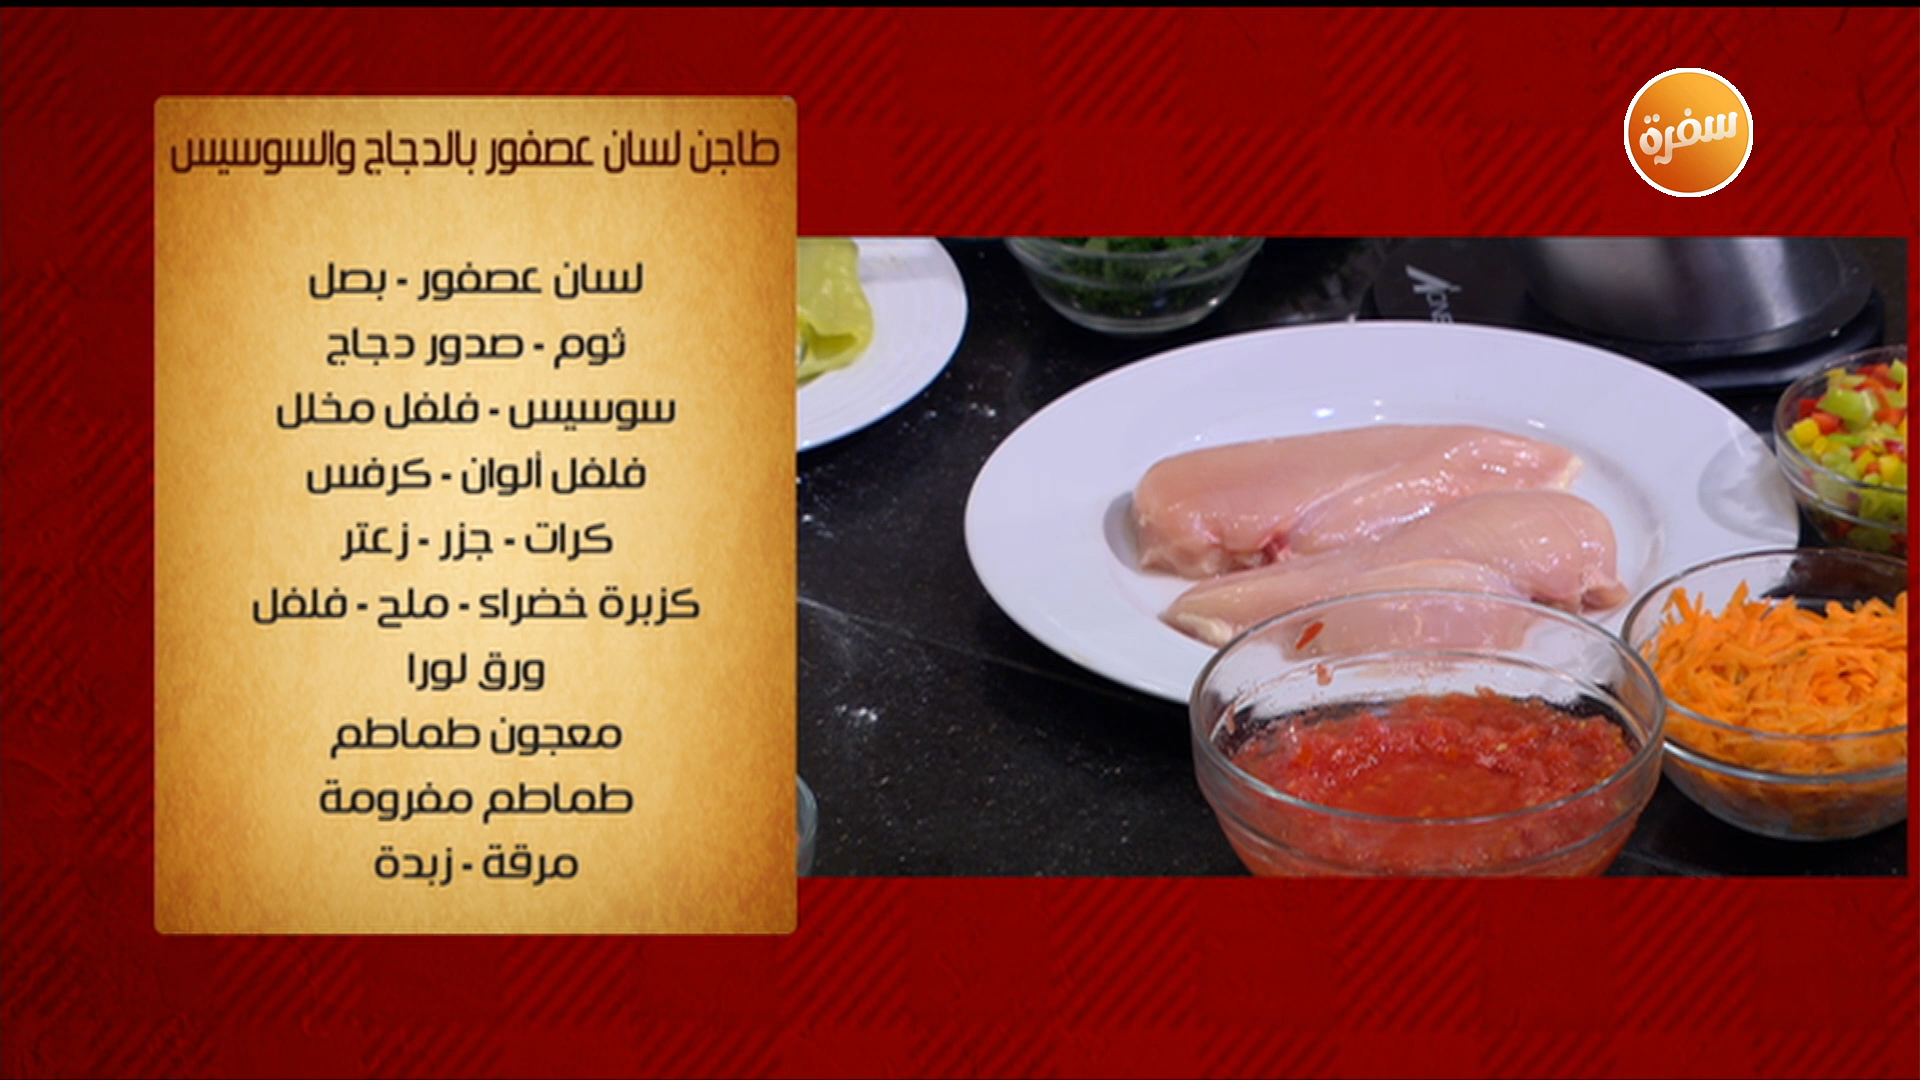 طاجن لسان عصفور بالدجاج والسوسيس
لسان عصفور - بصل
ثوم - صدور دجاج
سوسيس - فلفل مخلل
فلفل ألوان - كرفس
كرات - جزر - زعتر
كزبرة خضراء - ملح - فلفل
ورق لورا
معجون طماطم
طماطم مفرومة
مرقة - زبدة
سفرة